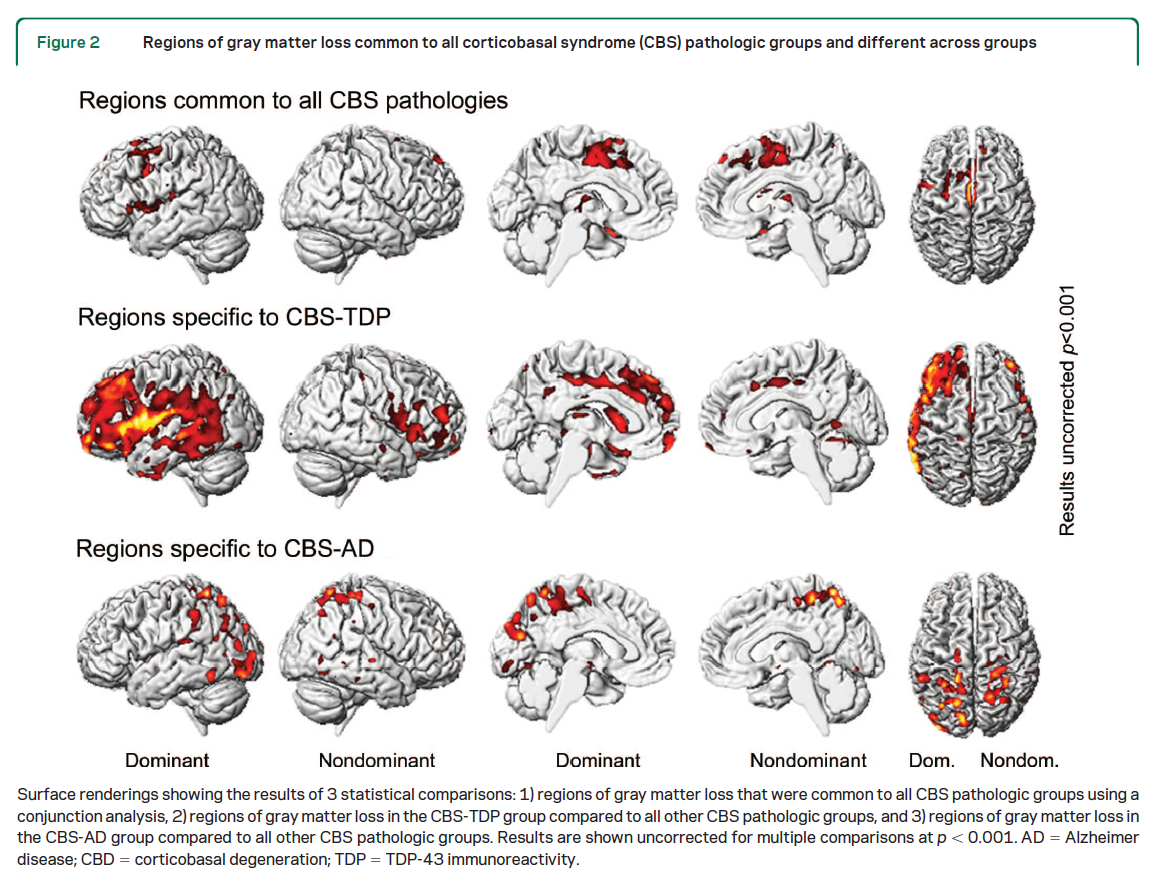 Figure 2 Regions of gray matter loss common to all corticobasal syndrome (CBS) pathologic groups and different across groups
Regions common to all CBS pathologies
Regions specific to CBS-TDP
Results uncorrected p<0.001
Regions specific to CBS-AD
Dominant Nondominant Dominant Nondominant Dom. Nondom.
Surface renderings showing the results of 3 statistical comparisons: 1) regions of gray matter loss that were common to all CBS pathologic groups using a
conjunction analysis, 2) regions of gray matter loss in the CBS-TDP group compared to all other CBS pathologic groups, and 3) regions of gray matter loss in
the CBS-AD group compared to all other CBS pathologic groups. Results are shown uncorrected for multiple comparisons at p < 0.001. AD = Alzheimer
disease; CBD = corticobasal degeneration; TDP = TDP-43 immunoreactivity.